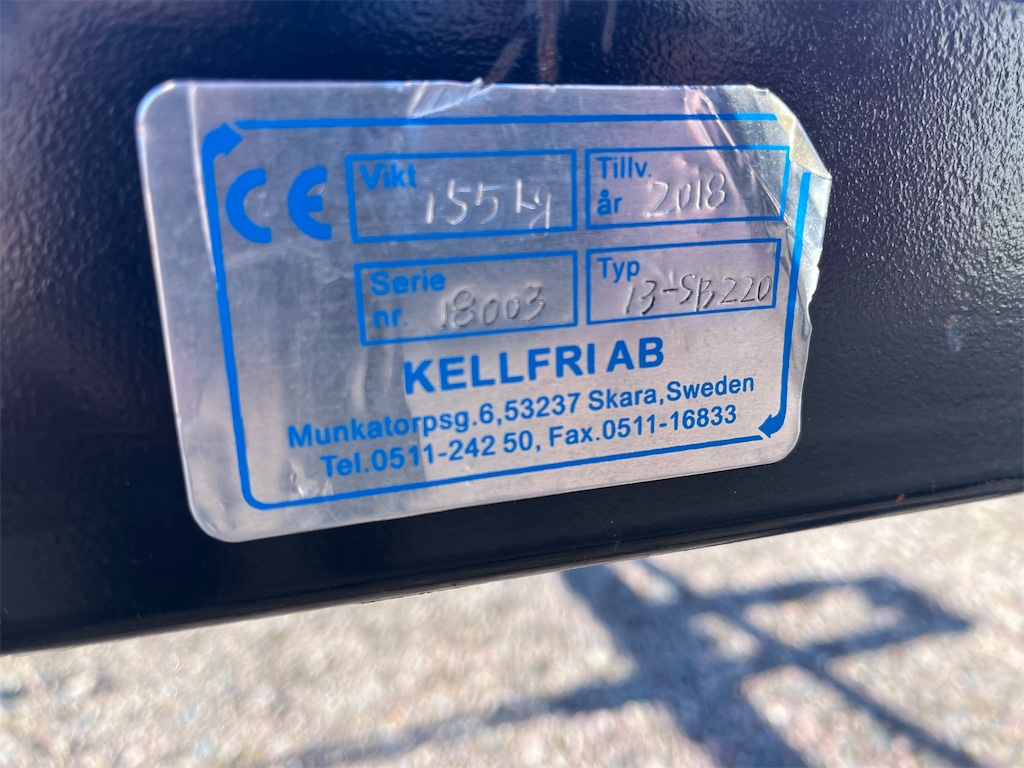 CE Vikt 155kg Tillv. år 2018
Serie nr. 18003 Typ 13-SB220
KELLFRI AB
Munkatorpsg.6,53237 Skara,Sweden
Tel.0511-242 50, Fax.0511-16833